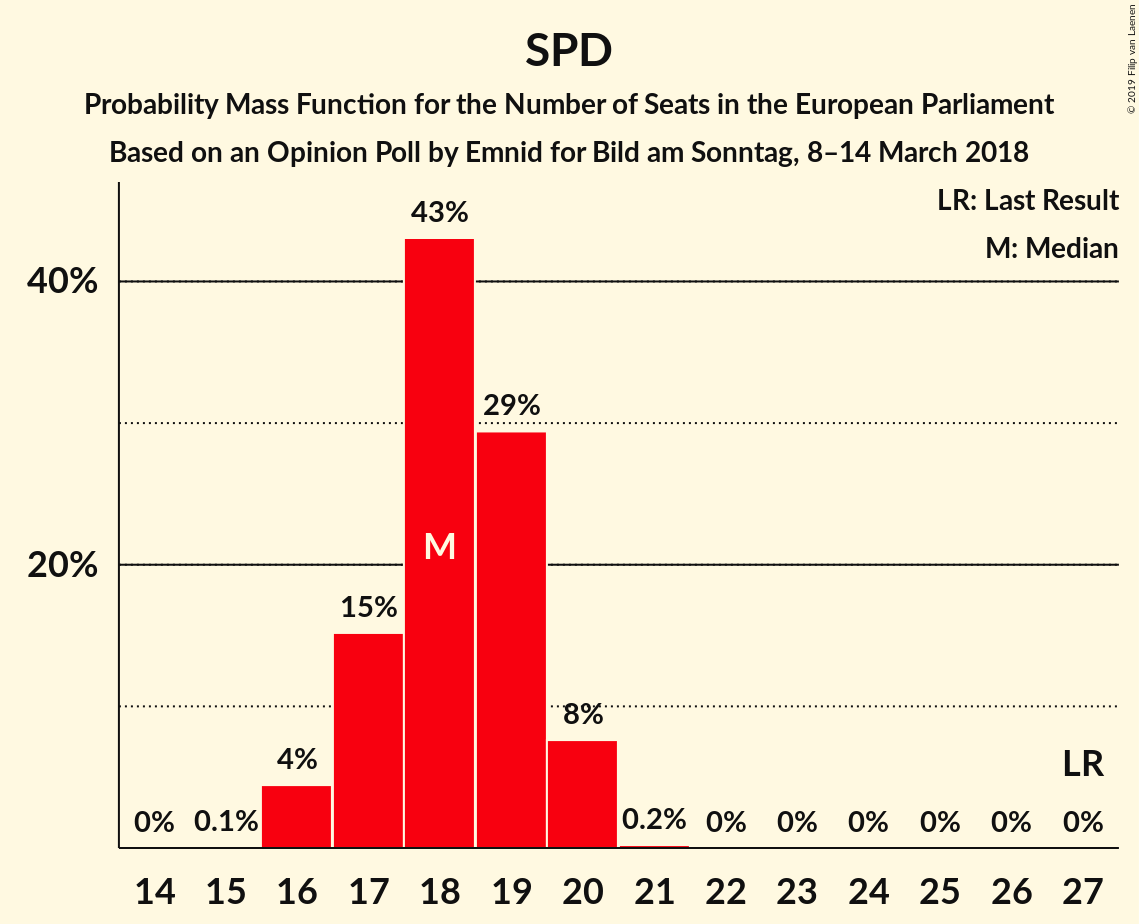 SPD
Probability Mass Function for the Number of Seats in the European Parliament
Based on an Opinion Poll by Emnid for Bild am Sonntag, 8–14 March 2018
© 2019 Filip van Laenen
LR: Last Result
M: Median
40%
20%
0%
0.1%
4%
15%
43%
M
29%
8%
0.2%
0%
0%
0%
0%
0%
LR
0%
14 15 16 17 18 19 20 21 22 23 24 25 26 27